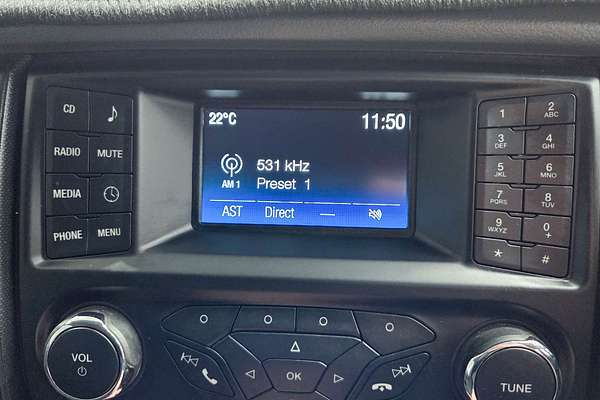 CD
RADIO
MUTE
MEDIA
PHONE
MENU
22°C
11:50
AM 1
531 kHz
Preset 1
AST
Direct
1
2 ABC
3 DEF
4 GHI
5 JKL
6 MNO
7 PQRS
8 TUV
9 WXYZ
0 +
*
#
VOL
OK
TUNE